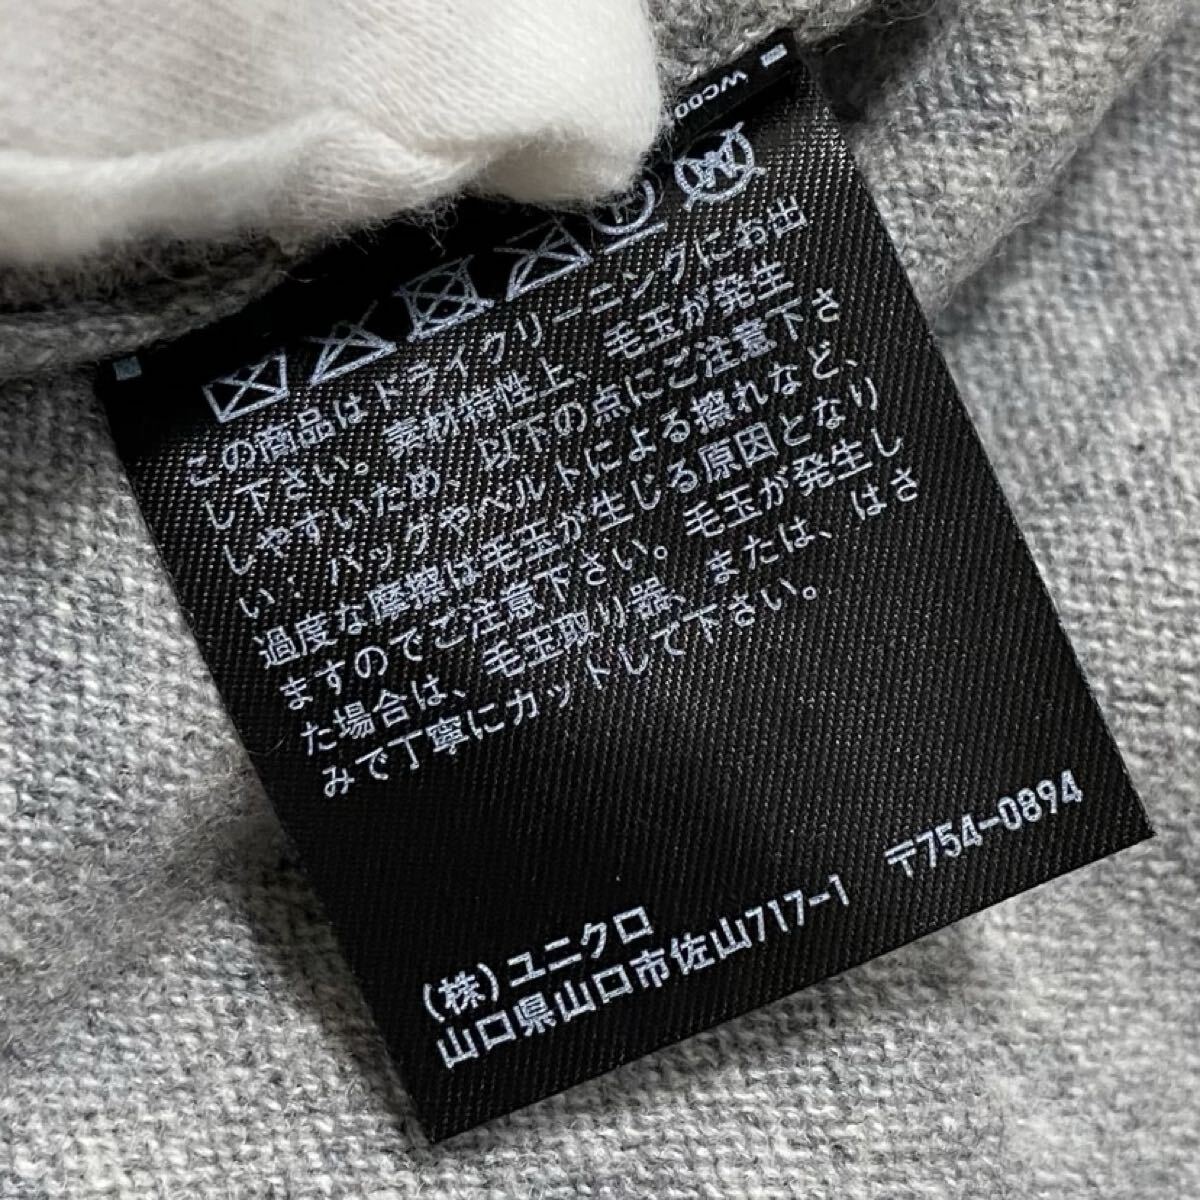 この商品はドライクリーニングにお出
し下さい。素材特性上、毛玉が発生
しやすいため、以下の点にご注意下さ
い：バッグやベルトによる擦れなど、
過度な摩擦は毛玉が生じる原因となり
ますのでご注意下さい。毛玉が発生し
た場合は、毛玉取り器、または、はさ
みで丁寧にカットして下さい。
(株)ユニクロ
山口県山口市佐山717-1 〒754-0894